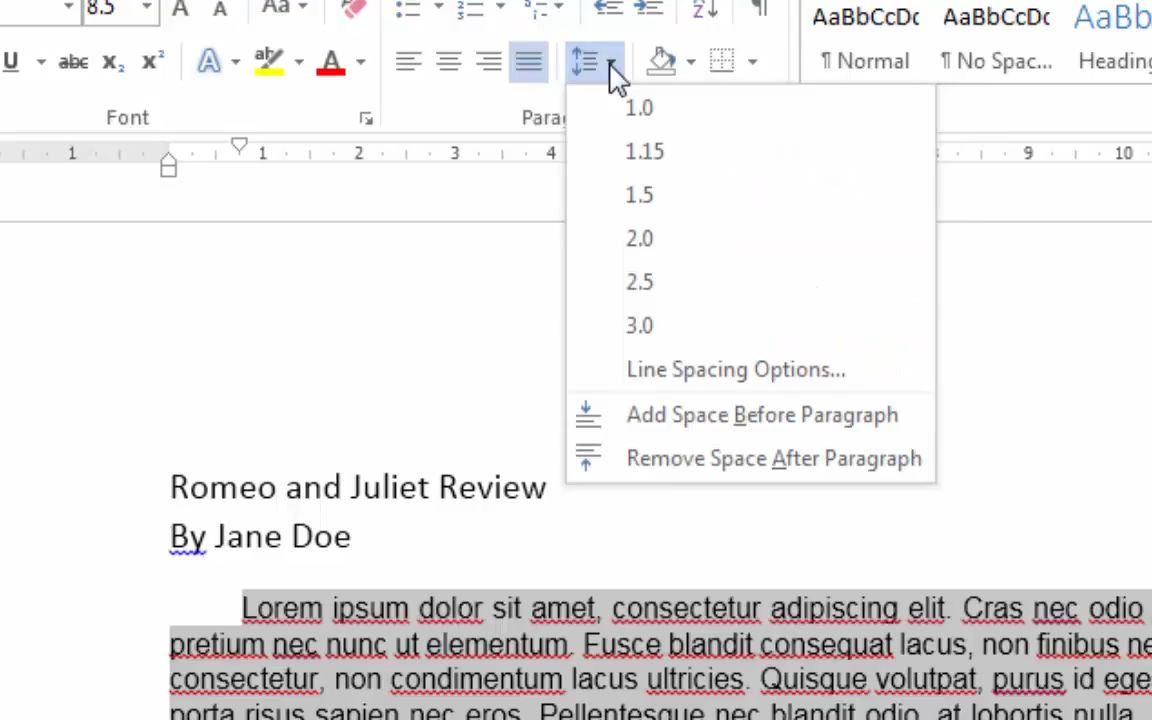 8.5 A A Aa
AaBbCcDc AaBbCcDc AaBb
U abc X₂ X² A ab A
¶ Normal ¶ No Spac... Heading
Font
1 1 2 3 4 9 10
1.0
1.15
1.5
2.0
2.5
3.0
Line Spacing Options...
Add Space Before Paragraph
Remove Space After Paragraph
Romeo and Juliet Review
By Jane Doe
Lorem ipsum dolor sit amet, consectetur adipiscing elit. Cras nec odio
pretium nec nunc ut elementum. Fusce blandit consequat lacus, non finibus
consectetur, non condimentum lacus ultricies. Quisque volutpat, purus id
porta risus sapien nec eros. Pellentesque nec blandit odio, at lobortis nulla